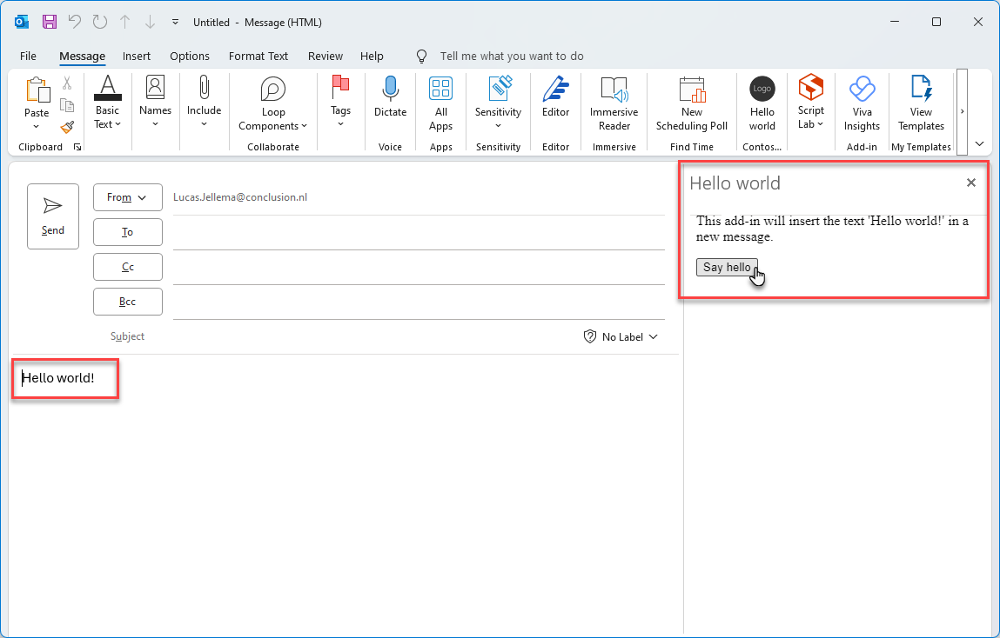 Untitled - Message (HTML)
File Message Insert Options Format Text Review Help Tell me what you want to do
Paste
Clipboard
Basic
Text
Names
Include
Loop
Components
Collaborate
Tags
Dictate
Voice
All
Apps
Apps
Sensitivity
Sensitivity
Editor
Editor
Immersive
Reader
Immersive
New
Scheduling Poll
Find Time
Logo
Hello
world
Contos...
Script
Lab
Viva
Insights
Add-in
View
Templates
My Templates
Send
From
LucasJellema@conclusion.nl
To
Cc
Bcc
Subject
No Label
Hello world!
Hello world
This add-in will insert the text 'Hello world!' in a
new message.
Say hello